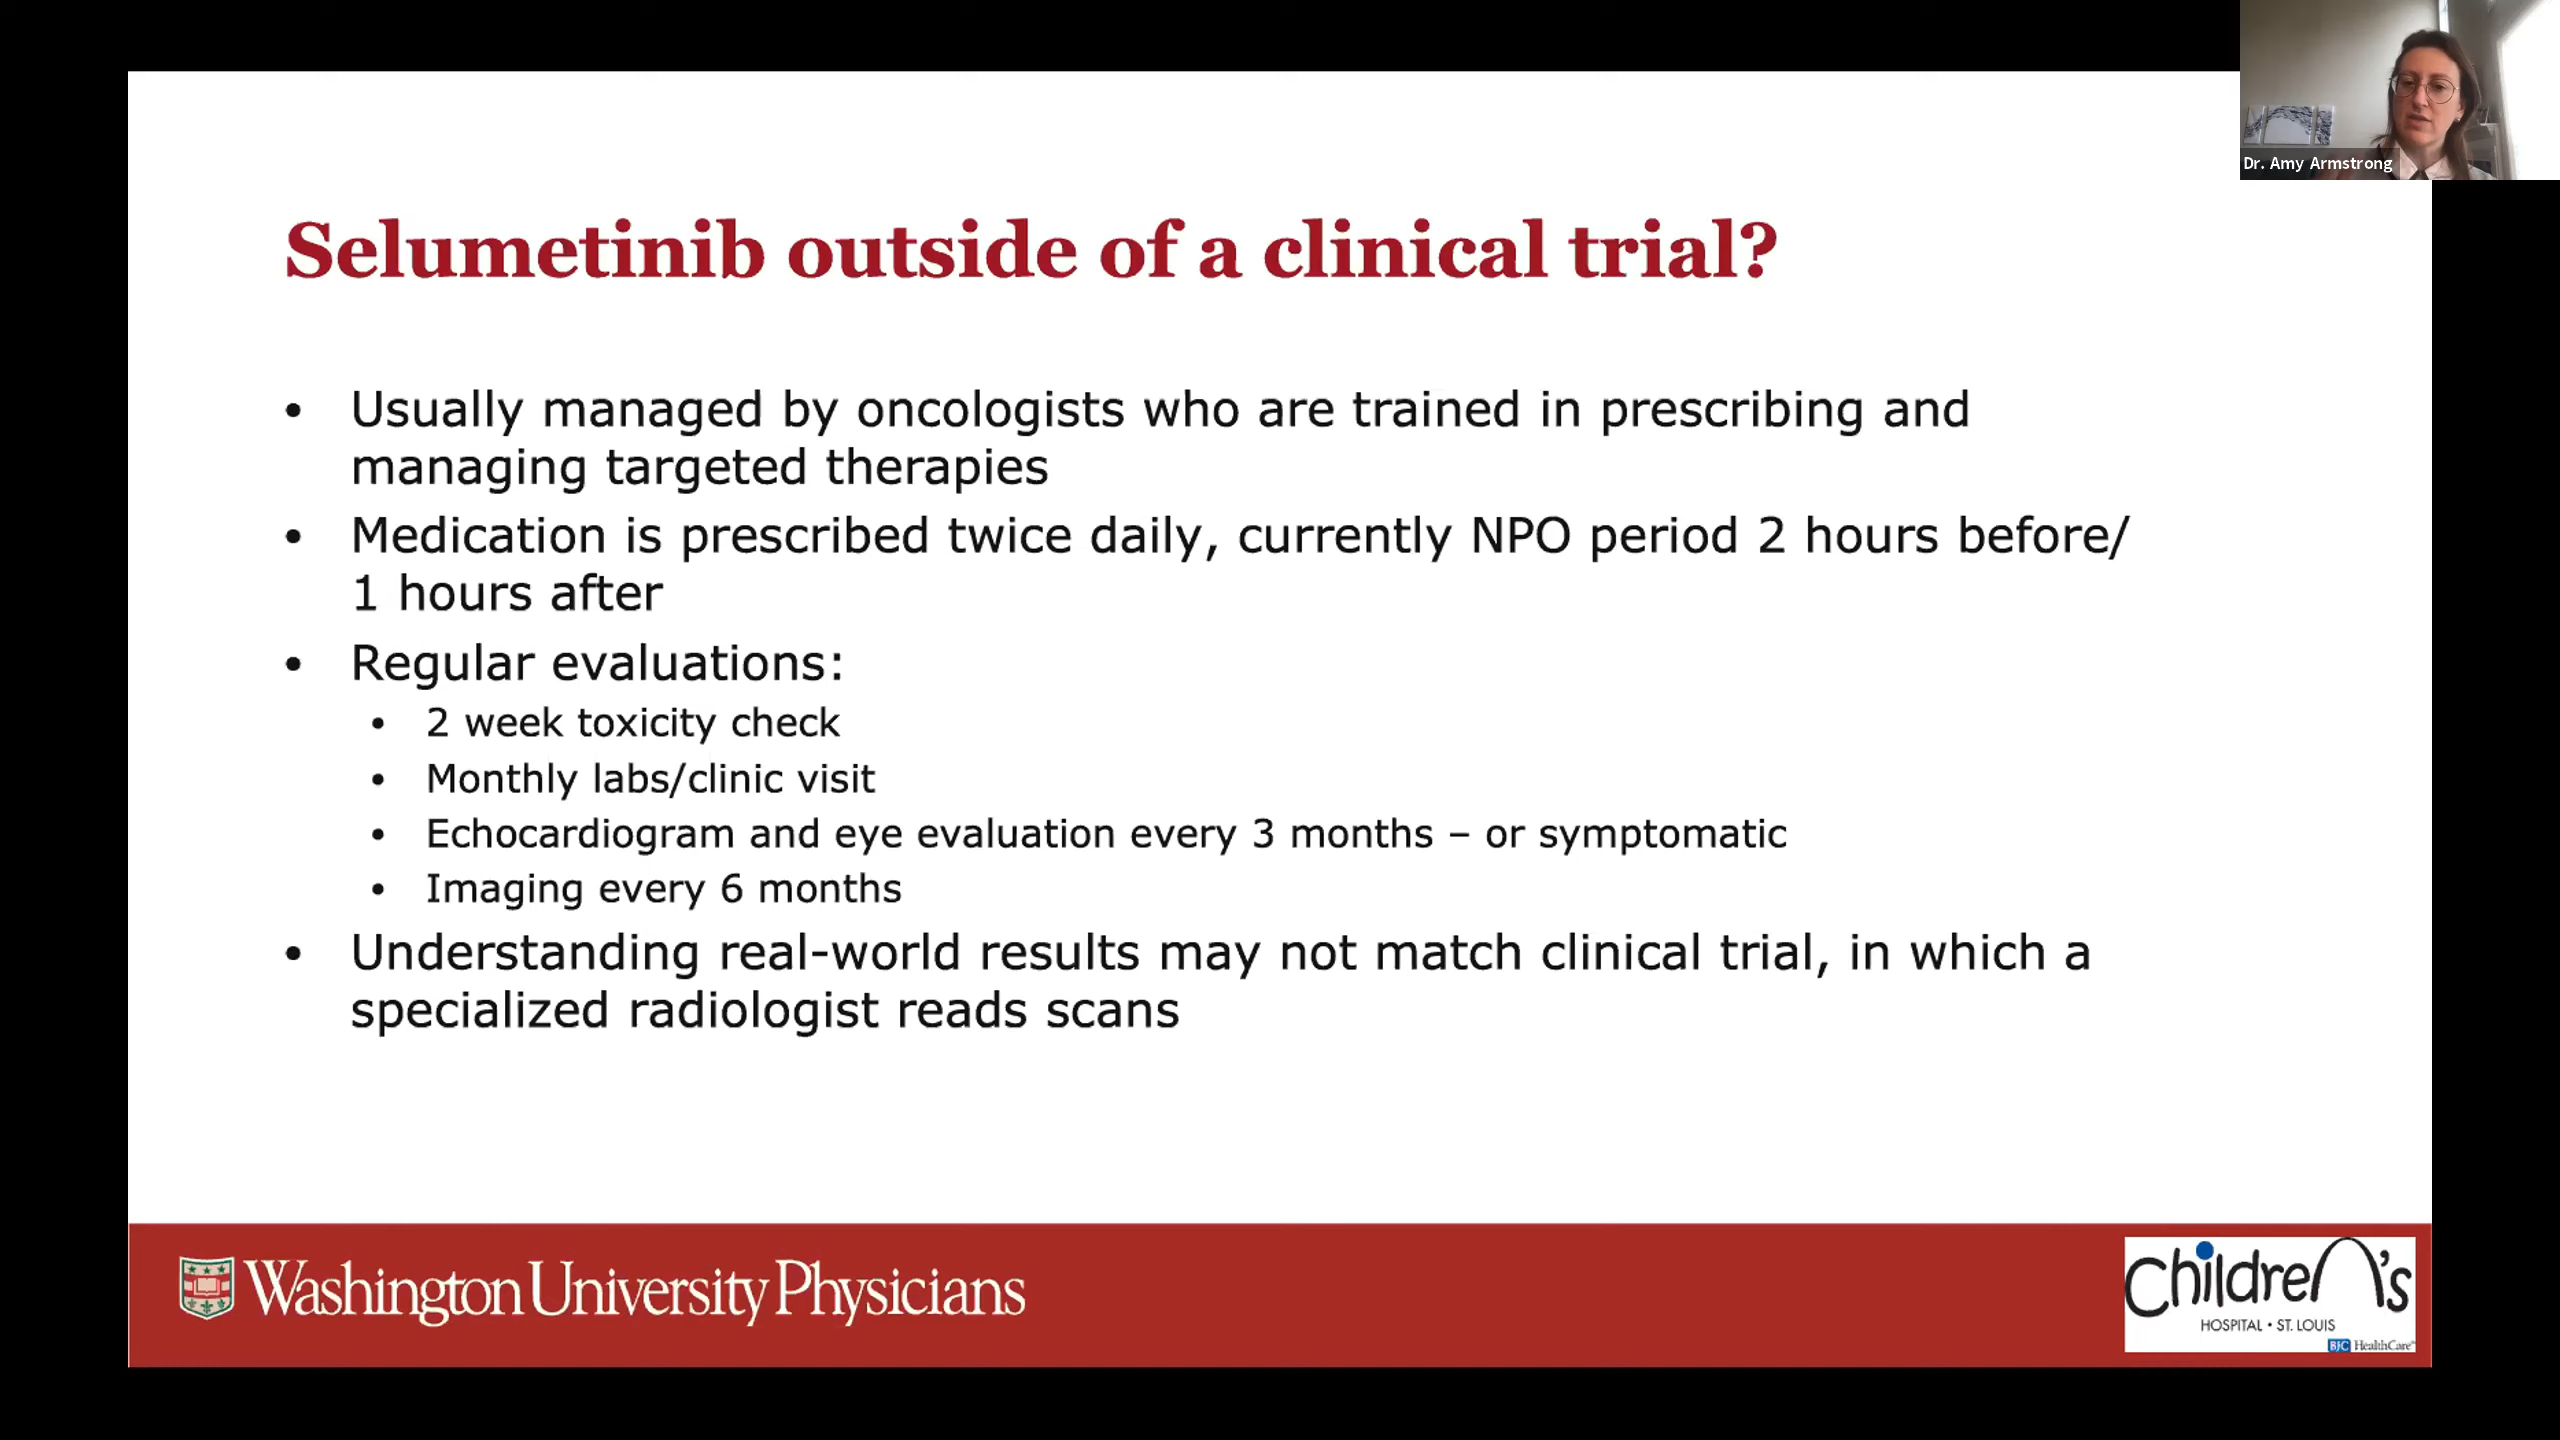 Dr. Amy Armstrong
Selumetinib outside of a clinical trial?
• Usually managed by oncologists who are trained in prescribing and
managing targeted therapies
• Medication is prescribed twice daily, currently NPO period 2 hours before/
1 hours after
• Regular evaluations:
• 2 week toxicity check
• Monthly labs/clinic visit
• Echocardiogram and eye evaluation every 3 months – or symptomatic
• Imaging every 6 months
• Understanding real-world results may not match clinical trial, in which a
specialized radiologist reads scans
Washington University Physicians
Children's
HOSPITAL • ST. LOUIS
BJC HealthCare